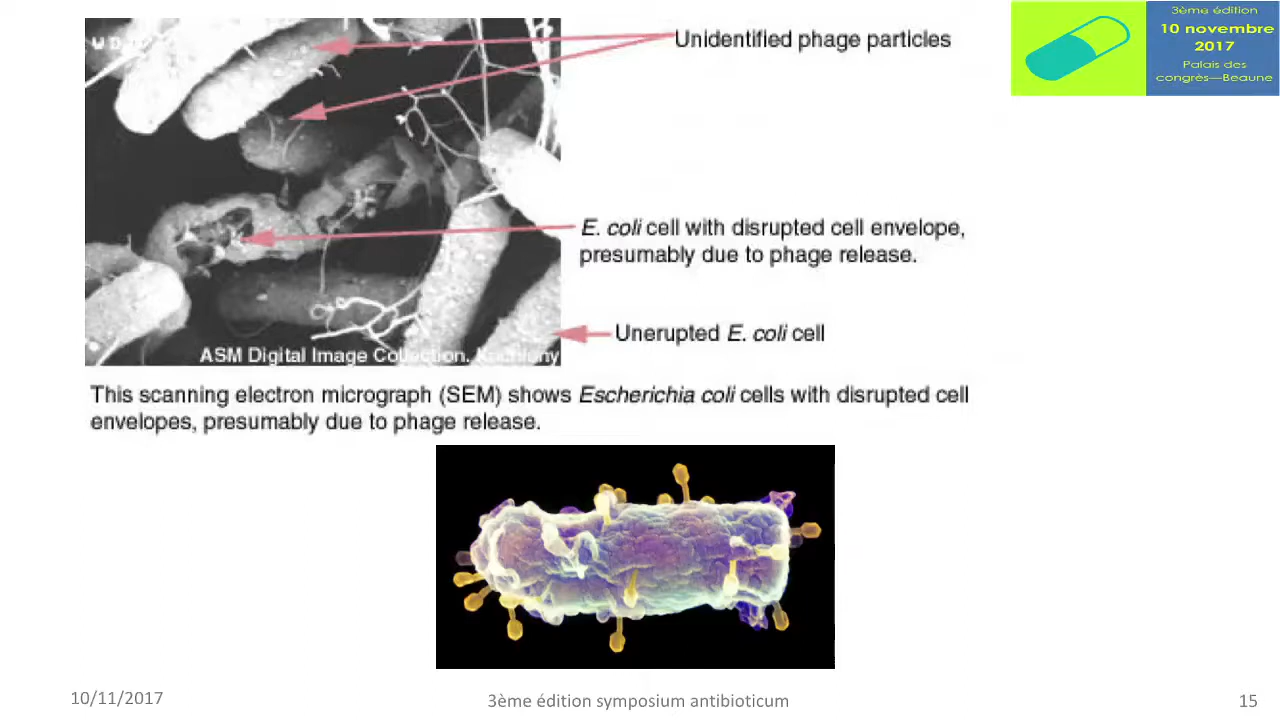 Unidentified phage particles
3ème édition
10 novembre
2017
Palais des
congrès—Beaune
E. coli cell with disrupted cell envelope,
presumably due to phage release.
Unerupted E. coli cell
ASM Digital Image Collection.
This scanning electron micrograph (SEM) shows Escherichia coli cells with disrupted cell
envelopes, presumably due to phage release.
10/11/2017
3ème édition symposium antibioticum
15